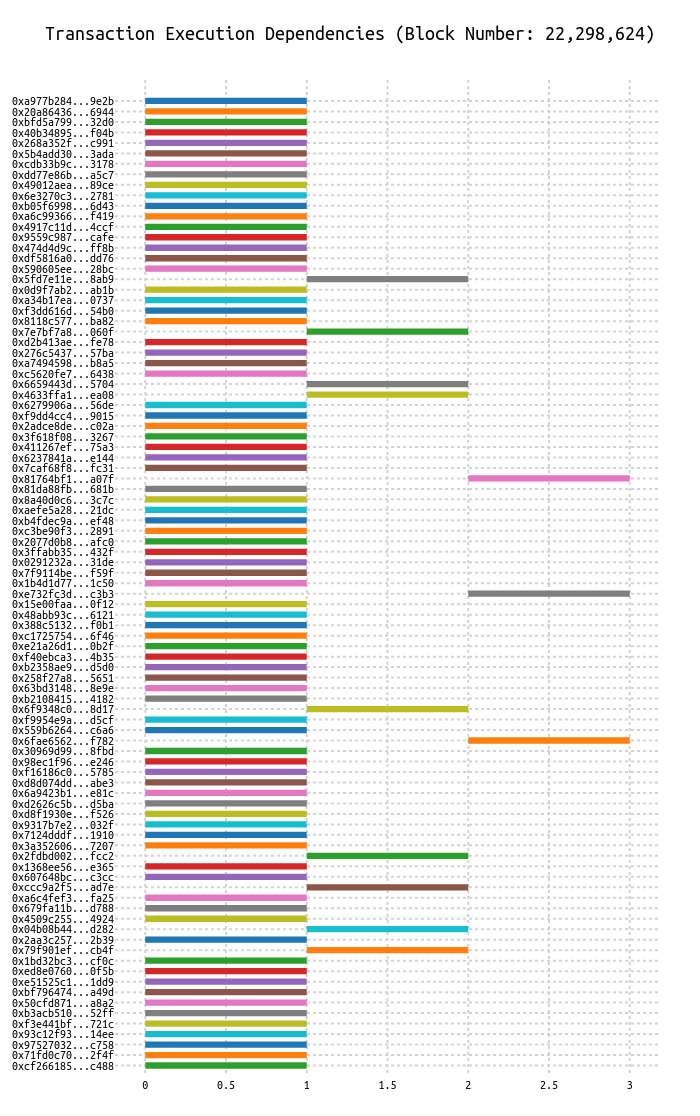 Transaction Execution Dependencies (Block Number: 22,298,624)
0xa977b284...9e2b
0x20a86436...6944
0xbfd5a799...32d0
0x40b34895...f04b
0x268a352f...c991
0x5b4add30...3ada
0xcdb33b9c...3178
0xdd77e86b...a5c7
0x49012aea...89ce
0x6e3270c3...2781
0xb05f6998...6d43
0xa6c99366...f419
0x4917c11d...4ccf
0x9559c987...cafe
0x474d4d9c...ff8b
0xdf5816a0...dd76
0x590605ee...28bc
0x5fd7e11e...8ab9
0x0d9f7ab2...ab1b
0xa34b17ea...0737
0xf3dd616d...54b0
0x8118c577...ba82
0x7e7bf7a8...060f
0xd2b413ae...fe78
0x276c5437...57ba
0xa7494598...b8a5
0xc5620fe7...6438
0x6659443d...5704
0x4633ffa1...ea08
0x6279906a...56de
0xf9dd4cc4...9015
0x2adce8de...c02a
0x3f618f08...3267
0x411267ef...75a3
0x6237841a...e144
0x7caf68f8...fc31
0x81764bf1...a07f
0x81da88fb...681b
0x8a40d0c6...3c7c
0xaefe5a28...21dc
0xb4fdec9a...ef48
0xc3be90f3...2891
0x2077d0b8...afc0
0x3ffabb35...432f
0x0291232a...31de
0x7f9114be...f59f
0x1b4d1d77...1c50
0xe732fc3d...c3b3
0x15e00faa...0f12
0x48abb93c...6121
0x388c5132...f0b1
0xc1725754...6f46
0xe21a26d1...0b2f
0xf40ebca3...4b35
0xb2358ae9...d5d0
0x258f27a8...5651
0x63bd3148...8e9e
0xb2108415...4182
0x6f9348c0...8d17
0xf9954e9a...d5cf
0x559b6264...c6a6
0x6fae6562...f782
0x30969d99...8fbd
0x98ec1f96...e246
0xf16186c0...5785
0xd8d074dd...abe3
0x6a9423b1...e81c
0xd2626c5b...d5ba
0xd8f1930e...f526
0x9317b7e2...032f
0x7124dddf...1910
0x3a352606...7207
0x2fdbd002...fcc2
0x1368ee56...e365
0x607648bc...c3cc
0xccc9a2f5...ad7e
0xa6c4fef3...fa25
0x679fa11b...d788
0x4509c255...4924
0x04b08b44...d282
0x2aa3c257...2b39
0x79f901ef...cb4f
0x1bd32bc3...cf0c
0xed8e0760...0f5b
0xe51525c1...1dd9
0xbf796474...a49d
0x50cfd871...a8a2
0xb3acb510...52ff
0xf3e441bf...721c
0x93c12f93...14ee
0x97527032...c758
0x71fd0c70...2f4f
0xcf266185...c488
0 0.5 1 1.5 2 2.5 3